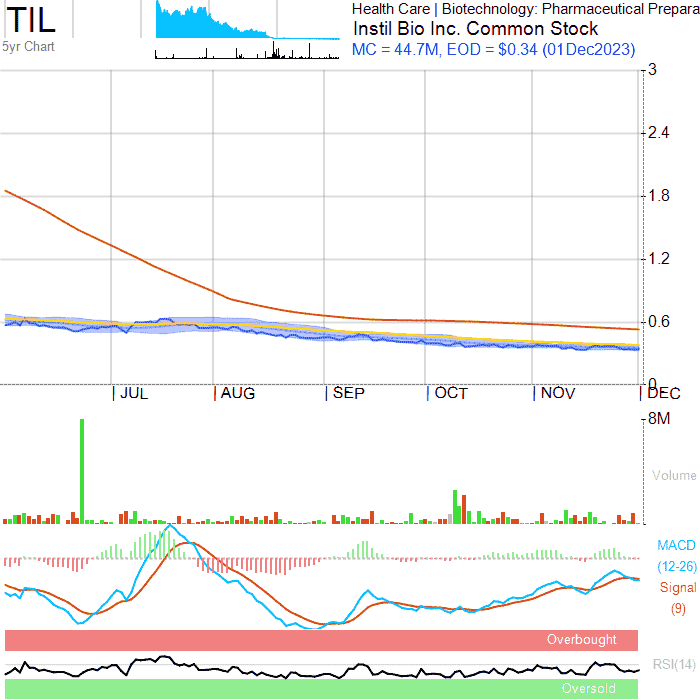 TIL
5yr Chart
Health Care | Biotechnology: Pharmaceutical Prepara
Instil Bio Inc. Common Stock
MC = 44.7M, EOD = $0.34 (01Dec2023)
3
2.4
1.8
1.2
0.6
0
JUL AUG SEP OCT NOV DEC
8M
Volume
MACD
(12-26)
Signal
(9)
Overbought
RSI(14)
Oversold